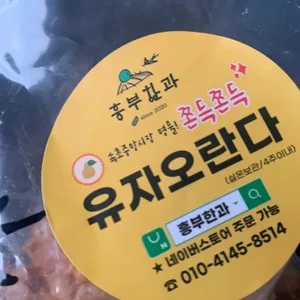 흥부한과
since 2020
속초중앙시장 명물!
쫀득쫀득
유자오란다
(실온보관/4주이내)
흥부한과
★ 네이버스토어 주문 가능
☎ 010-4145-8514